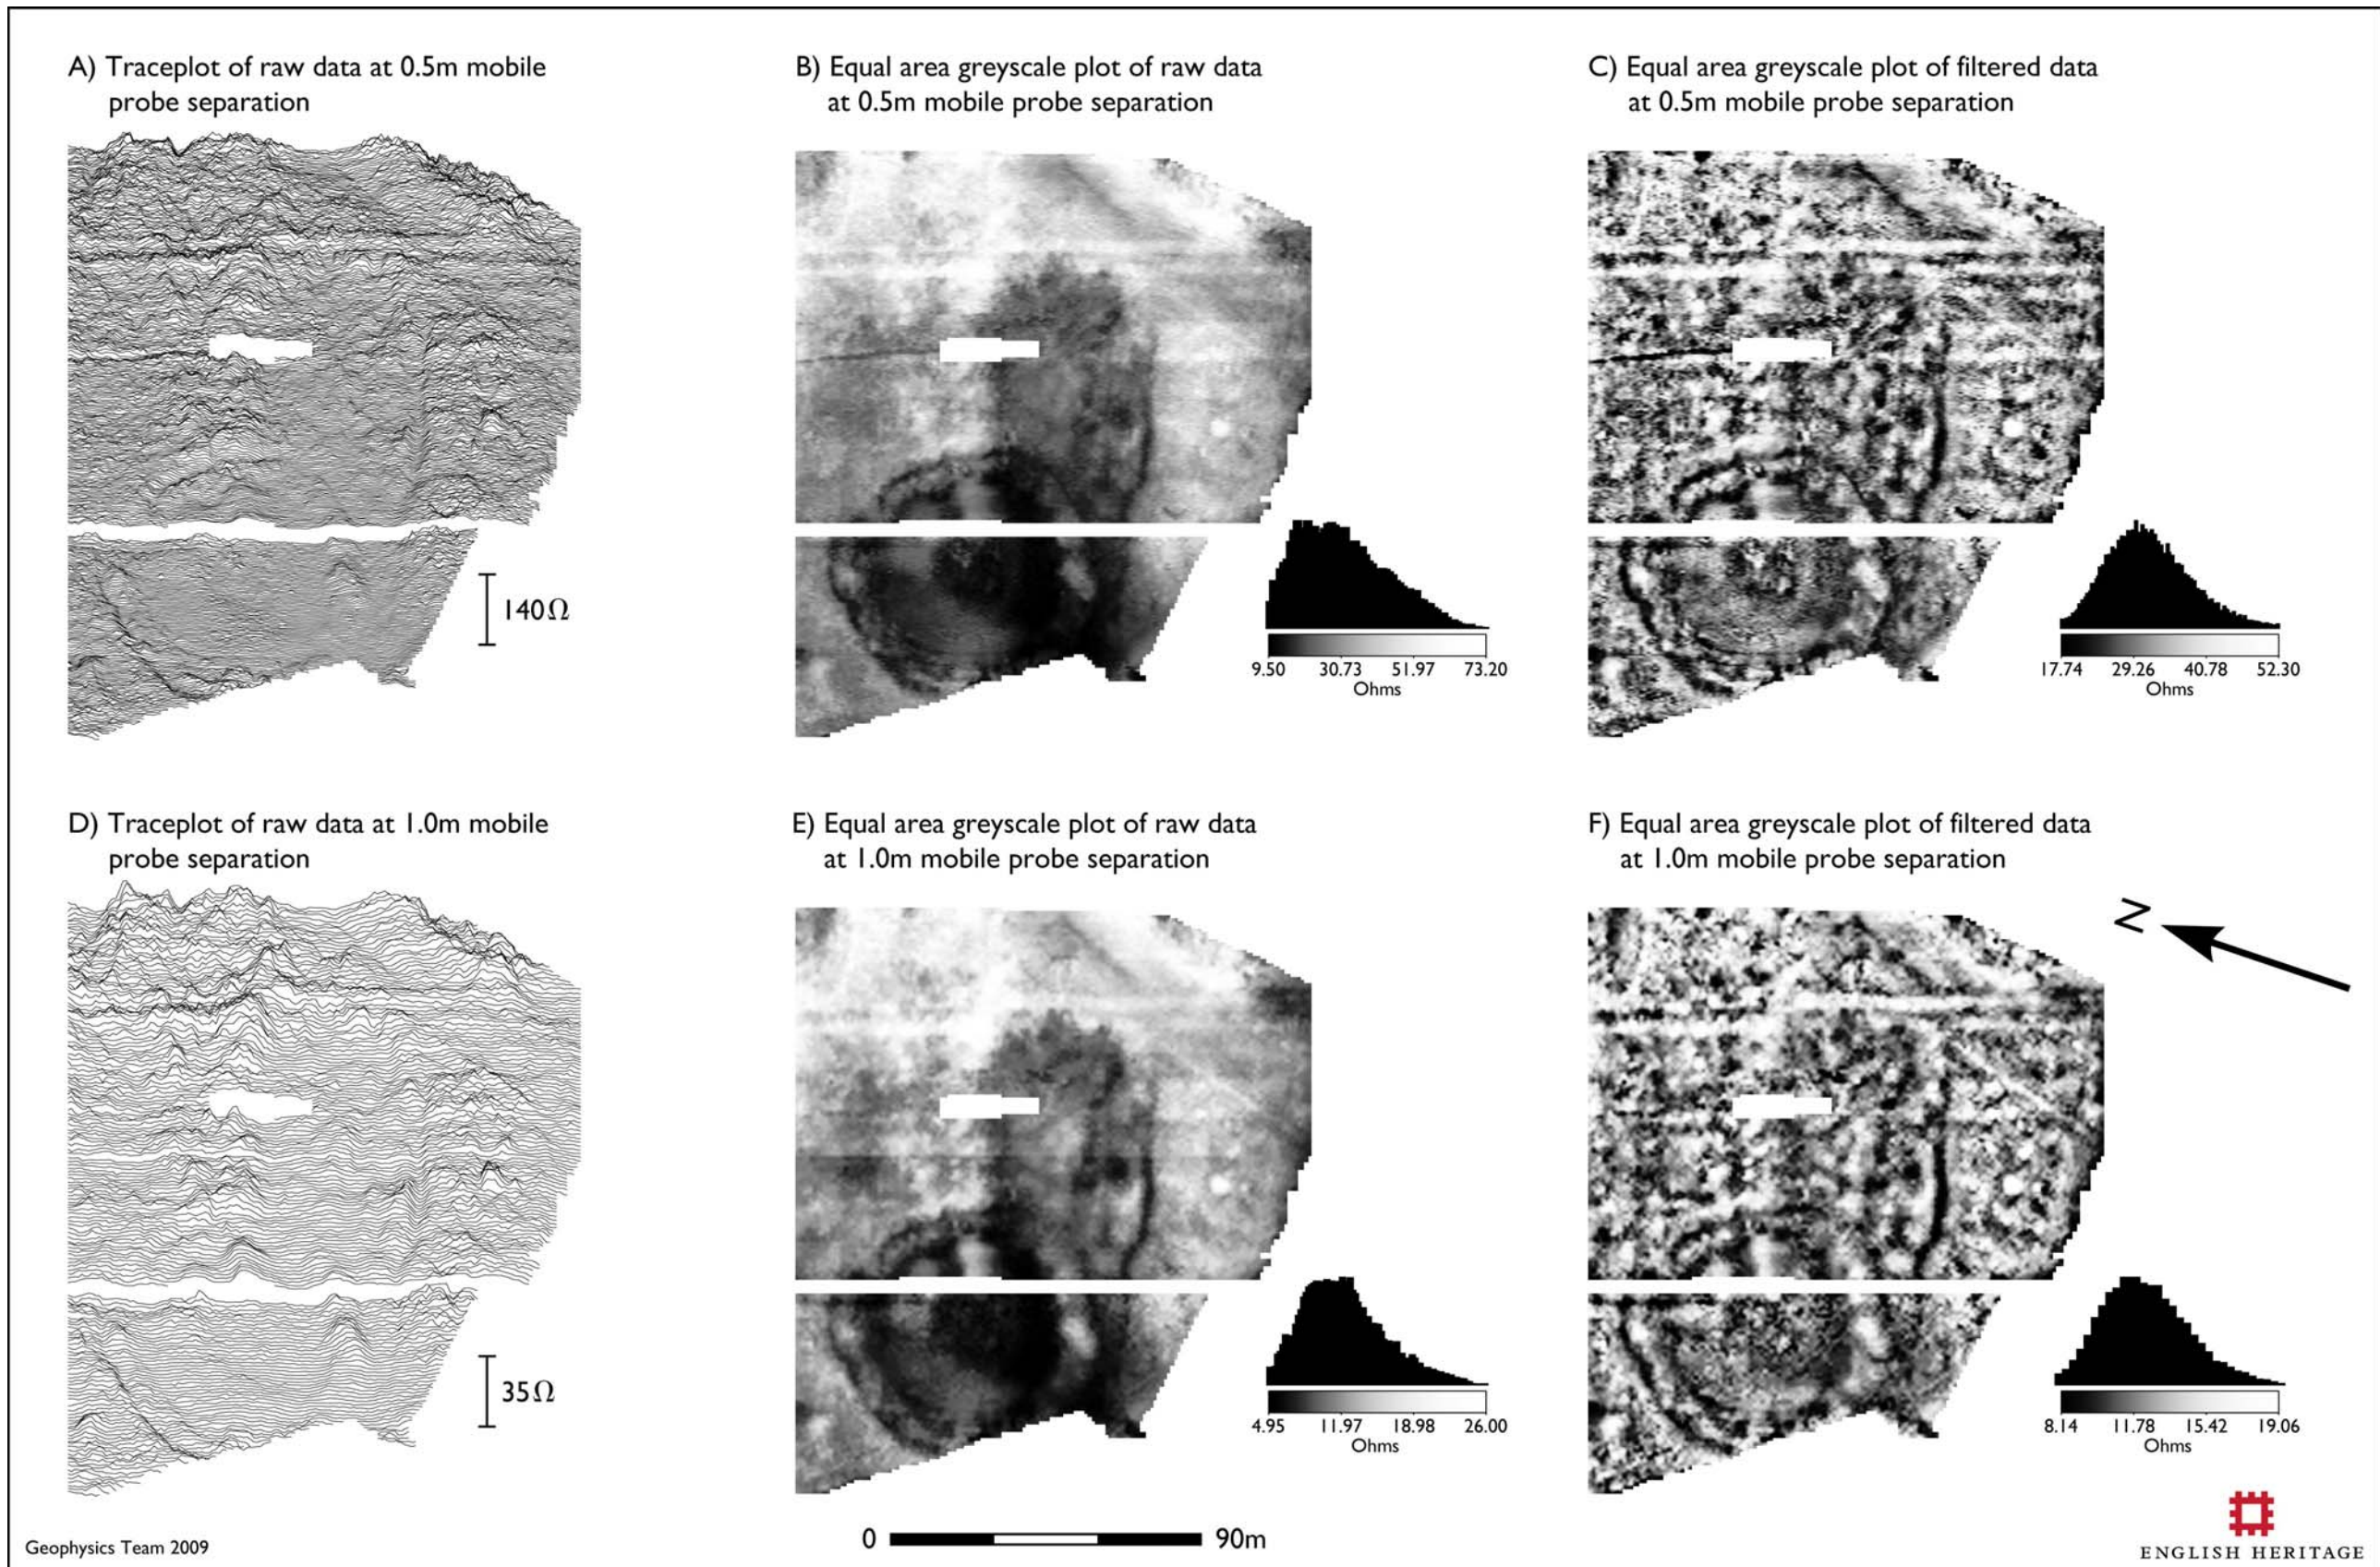 A) Traceplot of raw data at 0.5m mobile
probe separation
B) Equal area greyscale plot of raw data
at 0.5m mobile probe separation
C) Equal area greyscale plot of filtered data
at 0.5m mobile probe separation
140Ω
9.50 30.73 51.97 73.20
Ohms
17.74 29.26 40.78 52.30
Ohms
D) Traceplot of raw data at 1.0m mobile
probe separation
E) Equal area greyscale plot of raw data
at 1.0m mobile probe separation
F) Equal area greyscale plot of filtered data
at 1.0m mobile probe separation
N
35Ω
4.95 11.97 18.98 26.00
Ohms
8.14 11.78 15.42 19.06
Ohms
0 90m
Geophysics Team 2009
ENGLISH HERITAGE